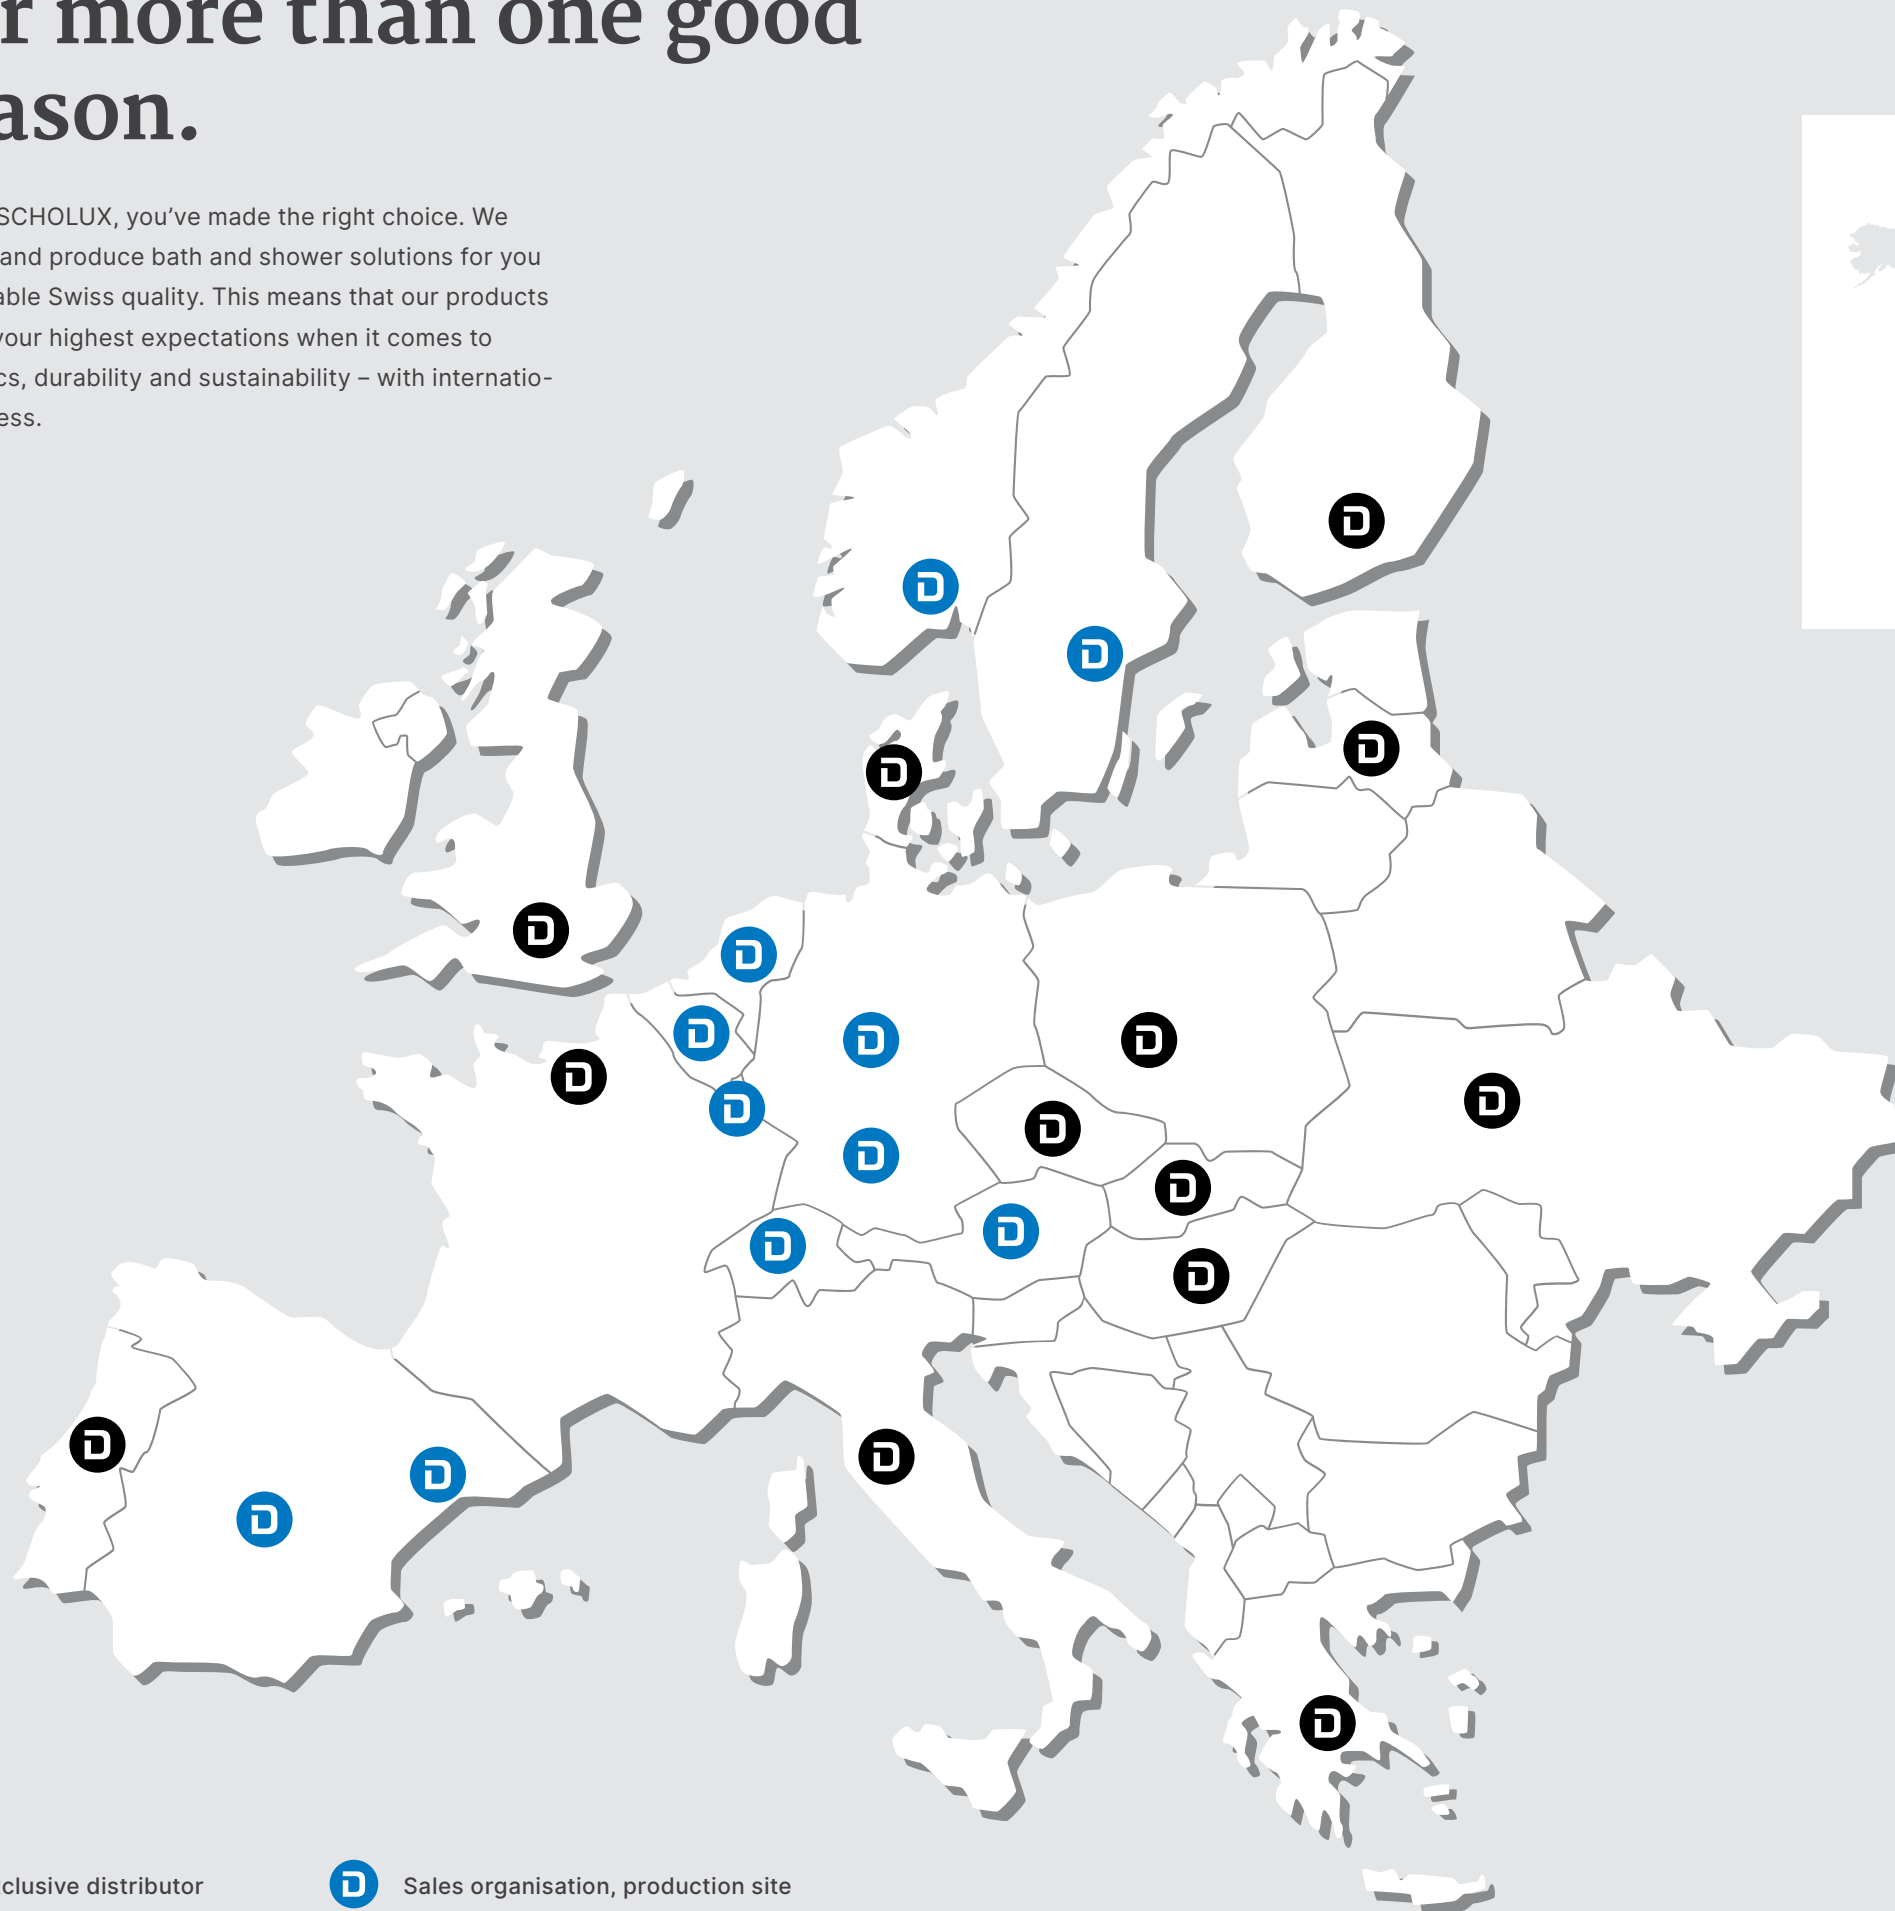 r more than one good
ason.
SCHOLUX, you’ve made the right choice. We
and produce bath and shower solutions for you
able Swiss quality. This means that our products
your highest expectations when it comes to
cs, durability and sustainability – with internatio-
ess.
clusive distributor
Sales organisation, production site